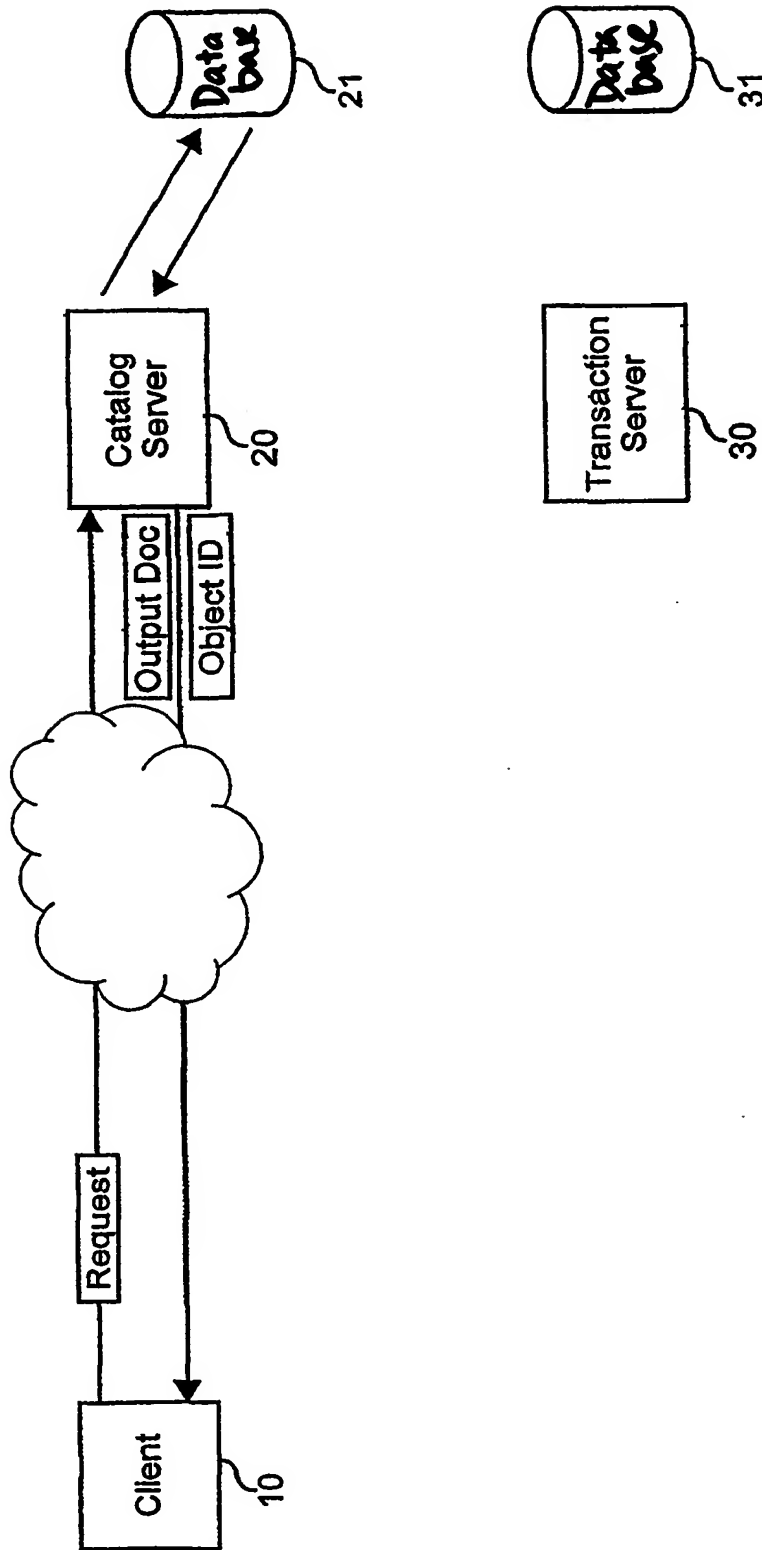 Client
10
Request
Output Doc
Object ID
Catalog
Server
20
Data
base
21
Transaction
Server
30
Data
base
31